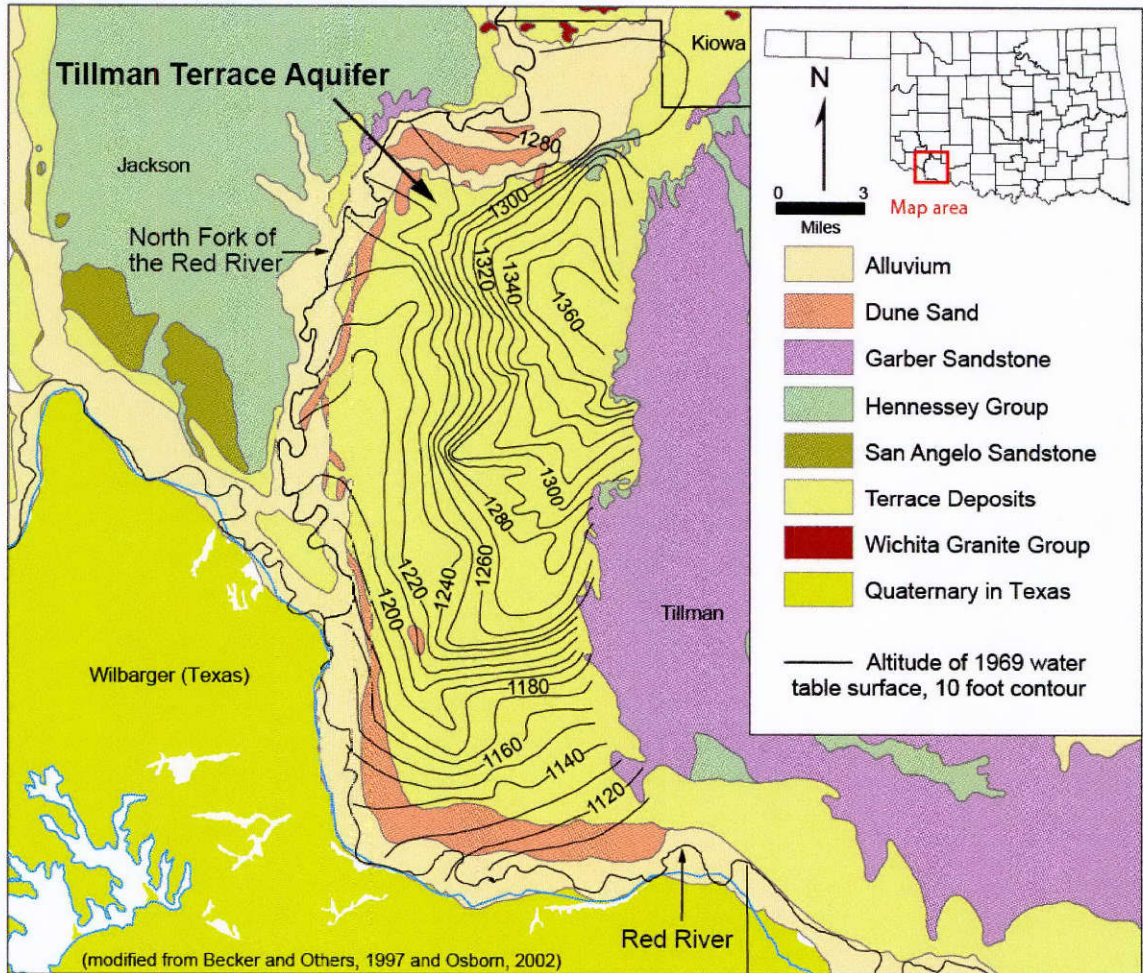 Kiowa
Tillman Terrace Aquifer
N
1280
Jackson
0 3
Miles
Map area
1300
North Fork of
the Red River
1320
1340
1360
Alluvium
Dune Sand
Garber Sandstone
Hennessey Group
San Angelo Sandstone
Terrace Deposits
Wichita Granite Group
Quaternary in Texas
1300
1280
1260
1240
1220
1200
Tillman
Altitude of 1969 water
table surface, 10 foot contour
Wilbarger (Texas)
1180
1160
1140
1120
Red River
(modified from Becker and Others, 1997 and Osborn, 2002)